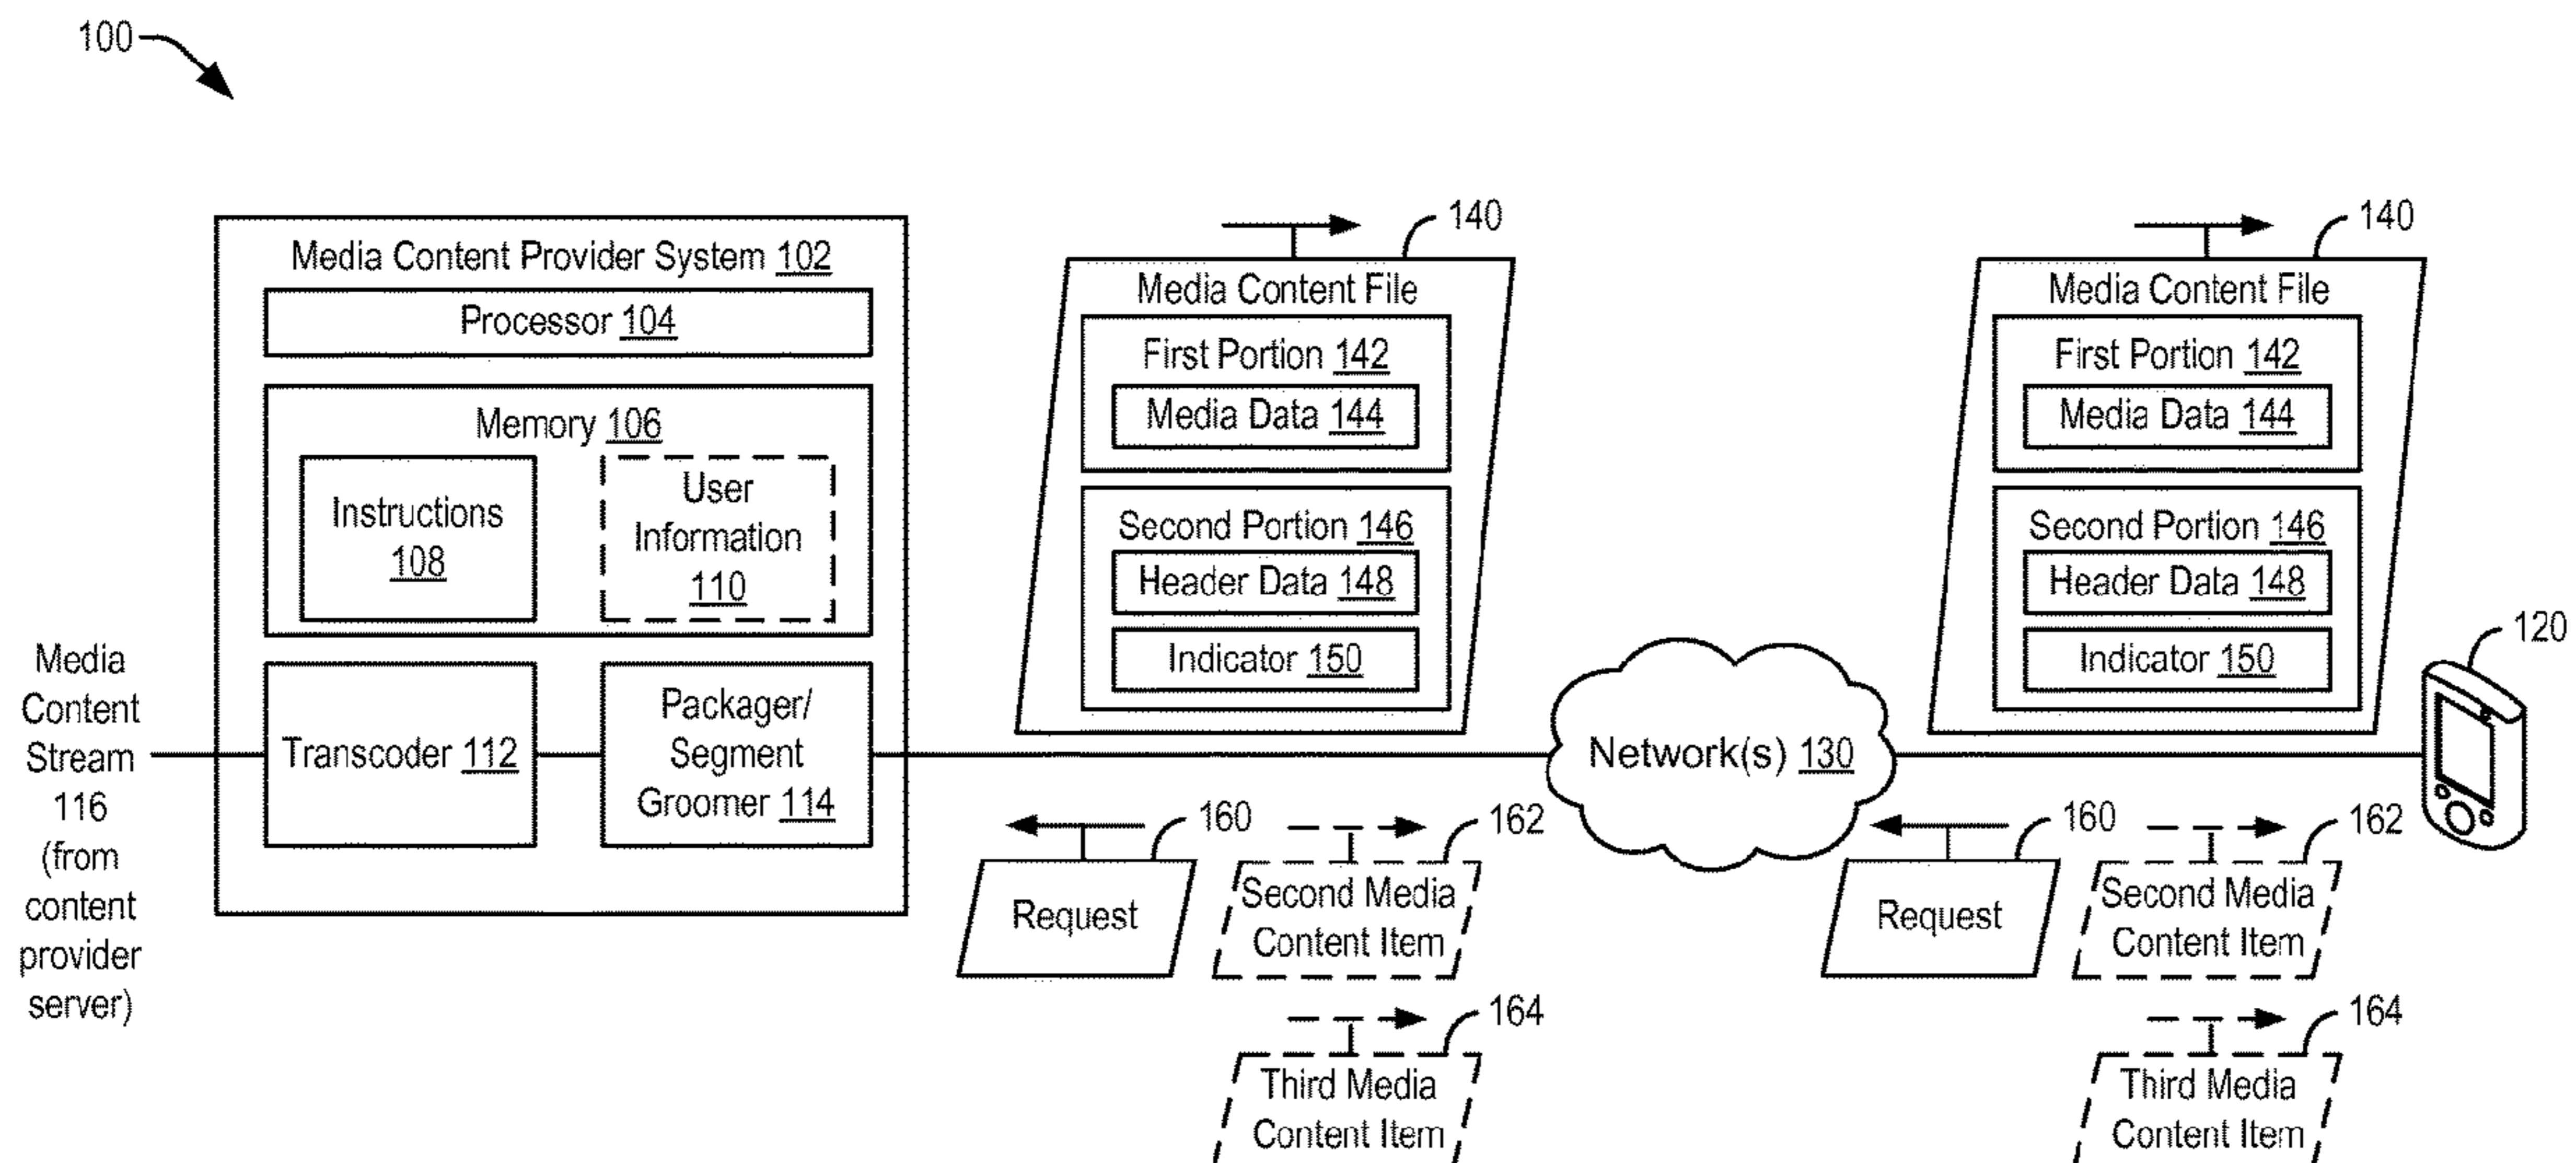 100
Media Content Provider System 102
Processor 104
Memory 106
Instructions
108
User
Information
110
Media
Content
Stream
116
(from
content
provider
server)
Transcoder 112
Packager/
Segment
Groomer 114
140
Media Content File
First Portion 142
Media Data 144
Second Portion 146
Header Data 148
Indicator 150
Network(s) 130
140
Media Content File
First Portion 142
Media Data 144
Second Portion 146
Header Data 148
Indicator 150
120
160
Request
162
Second Media
Content Item
164
Third Media
Content Item
160
Request
162
Second Media
Content Item
164
Third Media
Content Item